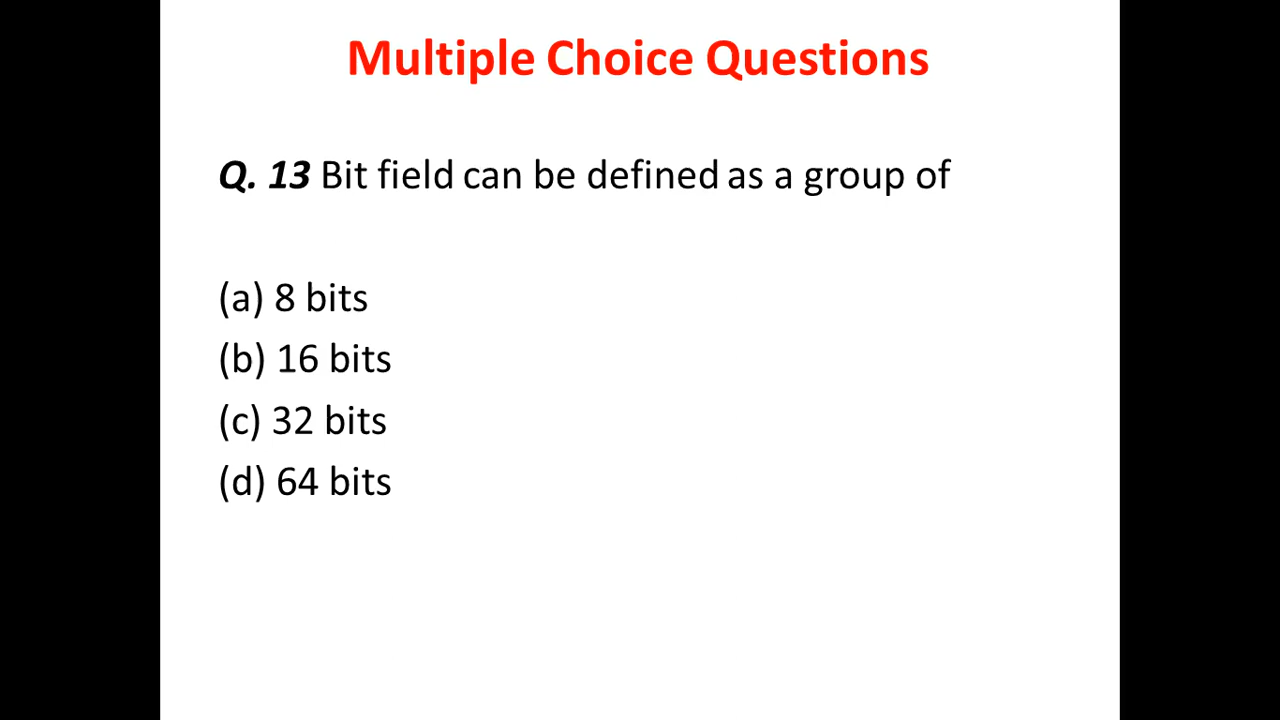 Multiple Choice Questions
Q. 13 Bit field can be defined as a group of
(a) 8 bits
(b) 16 bits
(c) 32 bits
(d) 64 bits